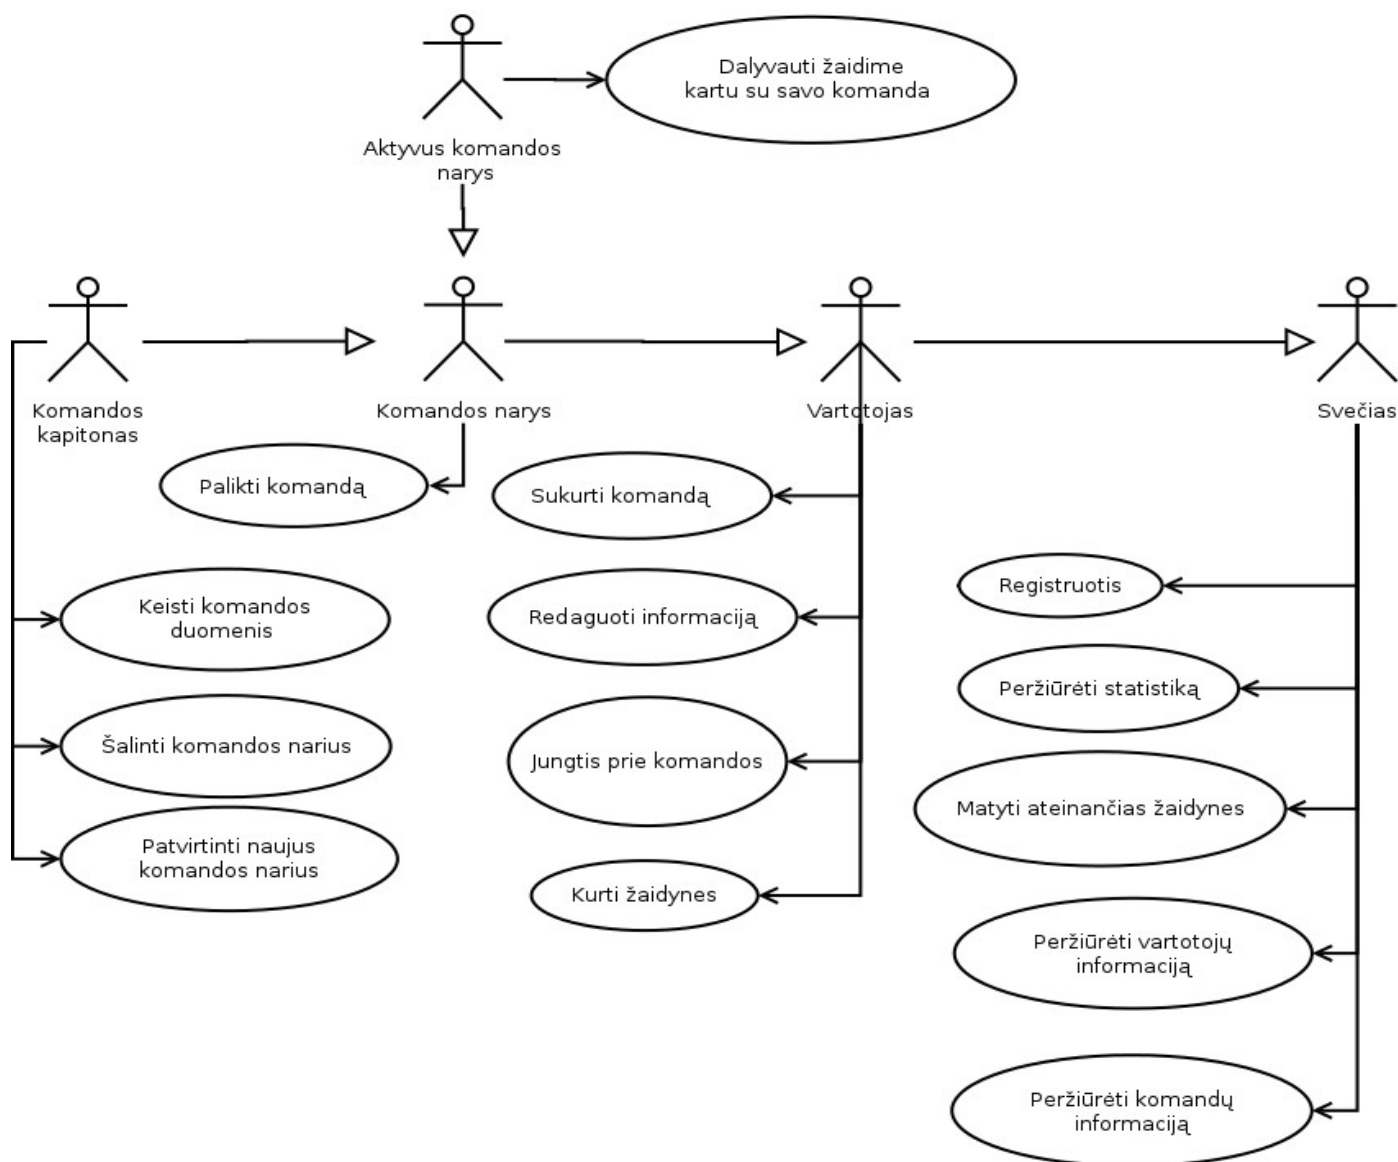 Dalyvauti žaidime
kartu su savo komanda
Aktyvus komandos
narys
Komandos
kapitonas
Komandos narys
Vartotojas
Svečias
Palikti komandą
Sukurti komandą
Keisti komandos
duomenis
Redaguoti informaciją
Registruotis
Peržiūrėti statistiką
Šalinti komandos narius
Jungtis prie komandos
Matyti ateinančias žaidynes
Patvirtinti naujus
komandos narius
Kurti žaidynes
Peržiūrėti vartotojų
informaciją
Peržiūrėti komandų
informaciją